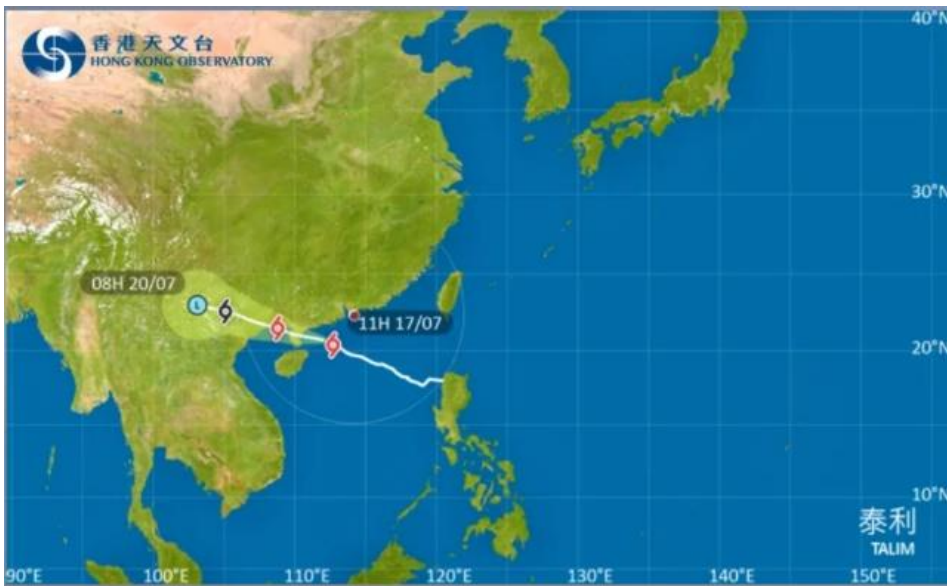 香港天文台
HONG KONG OBSERVATORY
40°N
30°N
08H 20/07
11H 17/07
20°N
10°N
泰利
TALIM
90°E
100°E
110°E
120°E
130°E
140°E
150°E